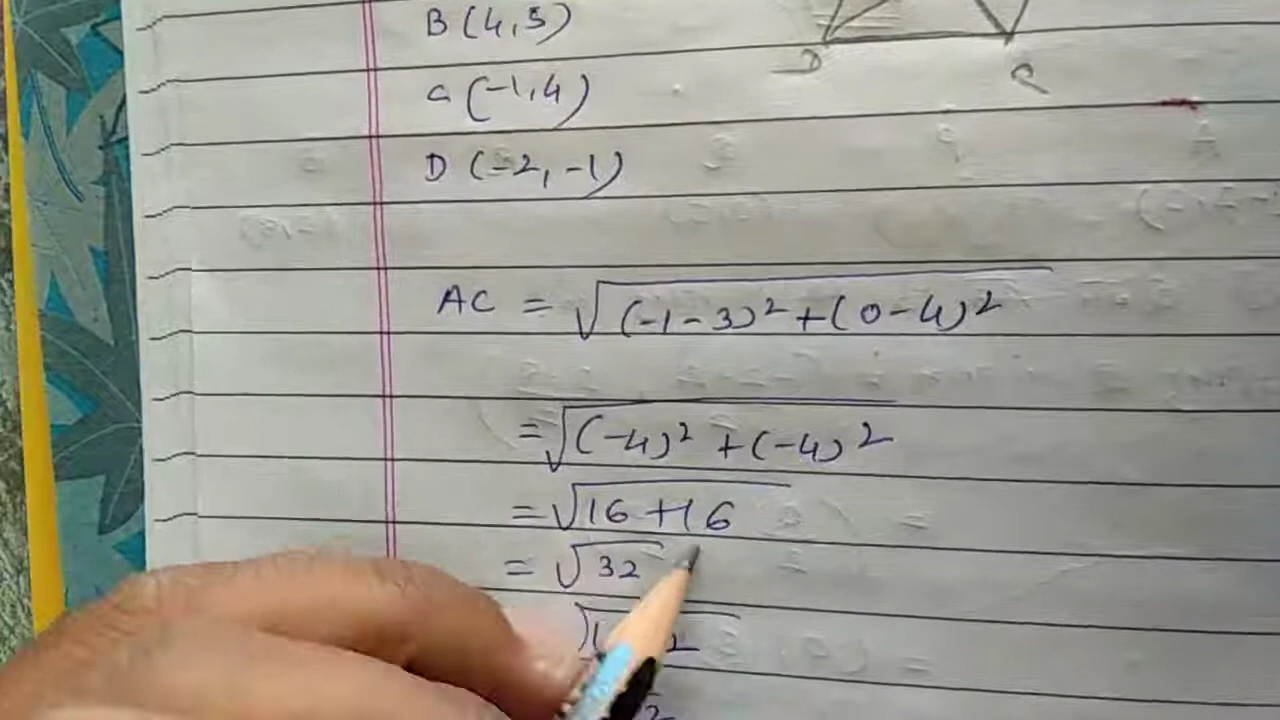 B (4,5)
D
C
C (-1,4)
D (-2,-1)
AC = √(-1-3)² + (0-4)²
= √(-4)² + (-4)²
= √16 + 16
= √32